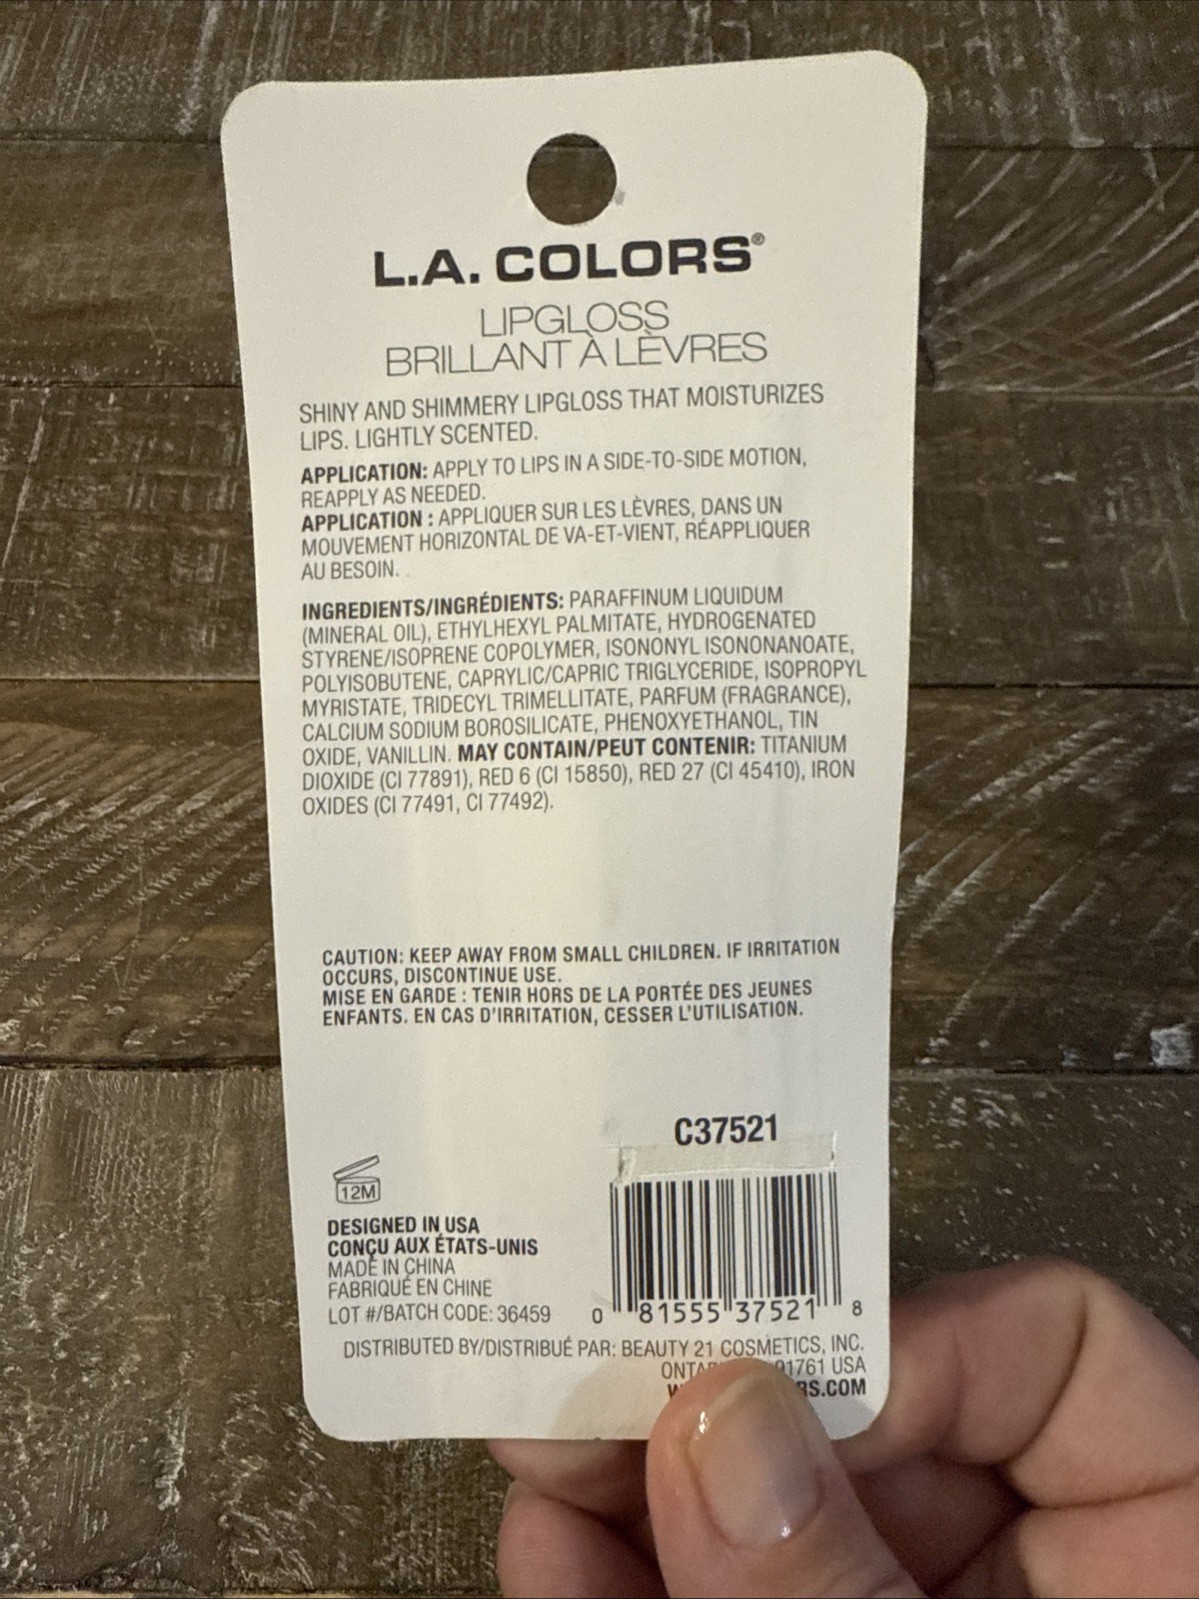 L.A. COLORS®
LIPGLOSS
BRILLANT À LÈVRES
SHINY AND SHIMMERY LIPGLOSS THAT MOISTURIZES
LIPS. LIGHTLY SCENTED.
APPLICATION: APPLY TO LIPS IN A SIDE-TO-SIDE MOTION,
REAPPLY AS NEEDED.
APPLICATION : APPLIQUER SUR LES LÈVRES, DANS UN
MOUVEMENT HORIZONTAL DE VA-ET-VIENT, RÉAPPLIQUER
AU BESOIN.
INGREDIENTS/INGRÉDIENTS: PARAFFINUM LIQUIDUM
(MINERAL OIL), ETHYLHEXYL PALMITATE, HYDROGENATED
STYRENE/ISOPRENE COPOLYMER, ISONONYL ISONONANOATE,
POLYISOBUTENE, CAPRYLIC/CAPRIC TRIGLYCERIDE, ISOPROPYL
MYRISTATE, TRIDECYL TRIMELLITATE, PARFUM (FRAGRANCE),
CALCIUM SODIUM BOROSILICATE, PHENOXYETHANOL, TIN
OXIDE, VANILLIN. MAY CONTAIN/PEUT CONTENIR: TITANIUM
DIOXIDE (CI 77891), RED 6 (CI 15850), RED 27 (CI 45410), IRON
OXIDES (CI 77491, CI 77492).
CAUTION: KEEP AWAY FROM SMALL CHILDREN. IF IRRITATION
OCCURS, DISCONTINUE USE.
MISE EN GARDE : TENIR HORS DE LA PORTÉE DES JEUNES
ENFANTS. EN CAS D'IRRITATION, CESSER L'UTILISATION.
C37521
12M
DESIGNED IN USA
CONÇU AUX ÉTATS-UNIS
MADE IN CHINA
FABRIQUÉ EN CHINE
LOT #/BATCH CODE: 36459
0 81555 37521 8
DISTRIBUTED BY/DISTRIBUÉ PAR: BEAUTY 21 COSMETICS, INC.
91761 USA